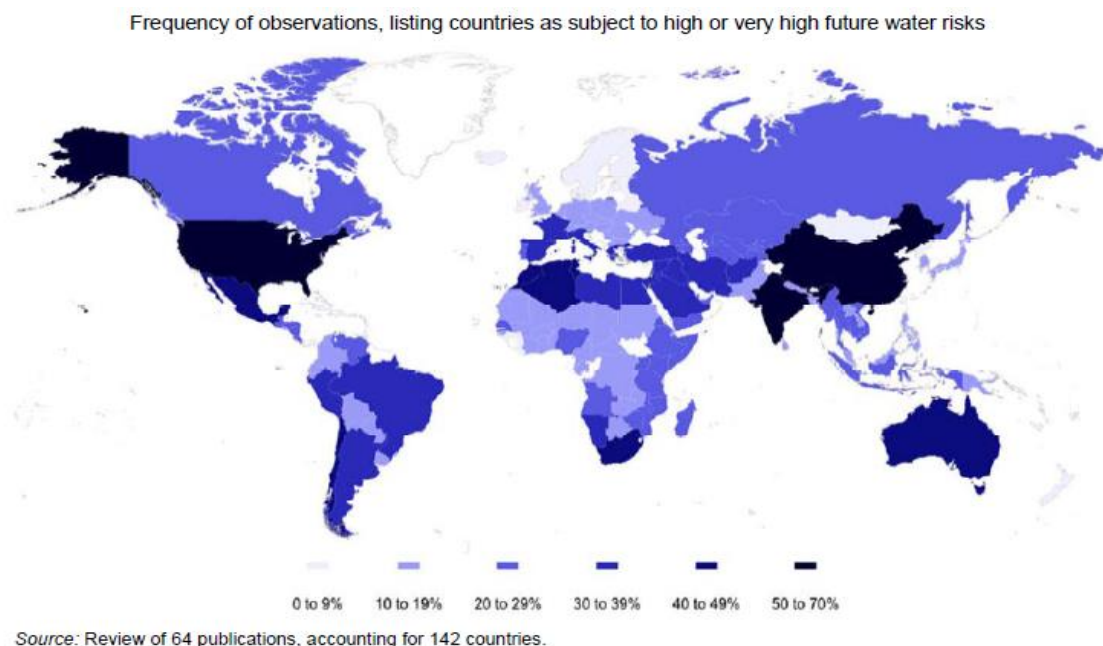 Frequency of observations, listing countries as subject to high or very high future water risks
0 to 9%
10 to 19%
20 to 29%
30 to 39%
40 to 49%
50 to 70%
Source: Review of 64 publications, accounting for 142 countries.